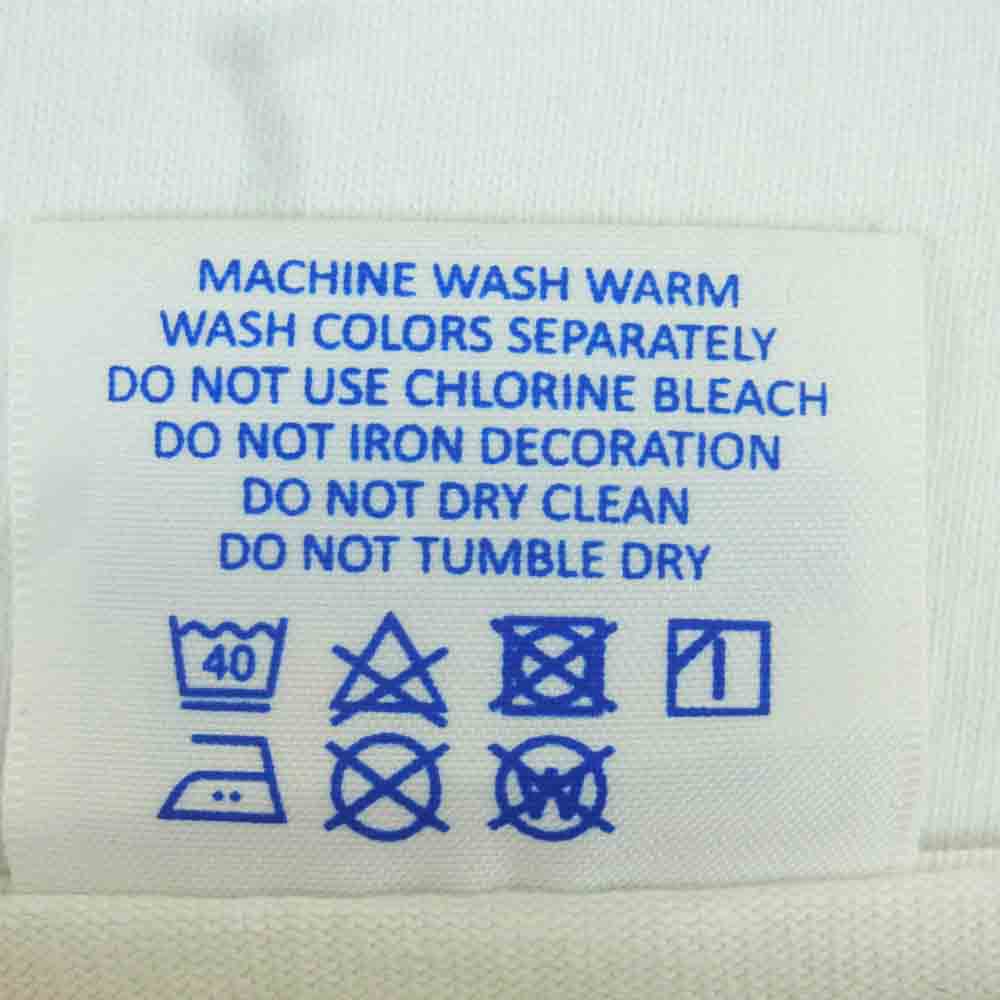 MACHINE WASH WARM
WASH COLORS SEPARATELY
DO NOT USE CHLORINE BLEACH
DO NOT IRON DECORATION
DO NOT DRY CLEAN
DO NOT TUMBLE DRY
40
W